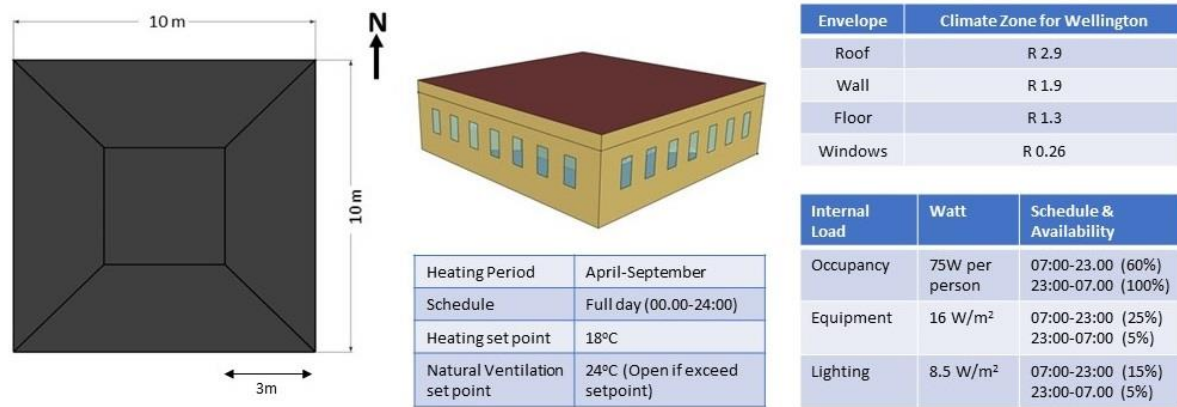 10 m
10 m
3m
N
Heating Period April-September
Schedule Full day (00.00-24:00)
Heating set point 18°C
Natural Ventilation set point 24°C (Open if exceed setpoint)
Envelope Climate Zone for Wellington
Roof R 2.9
Wall R 1.9
Floor R 1.3
Windows R 0.26
Internal Load Watt Schedule & Availability
Occupancy 75W per person 07:00-23.00 (60%)
23:00-07.00 (100%)
Equipment 16 W/m² 07:00-23:00 (25%)
23:00-07:00 (5%)
Lighting 8.5 W/m² 07:00-23:00 (15%)
23:00-07.00 (5%)